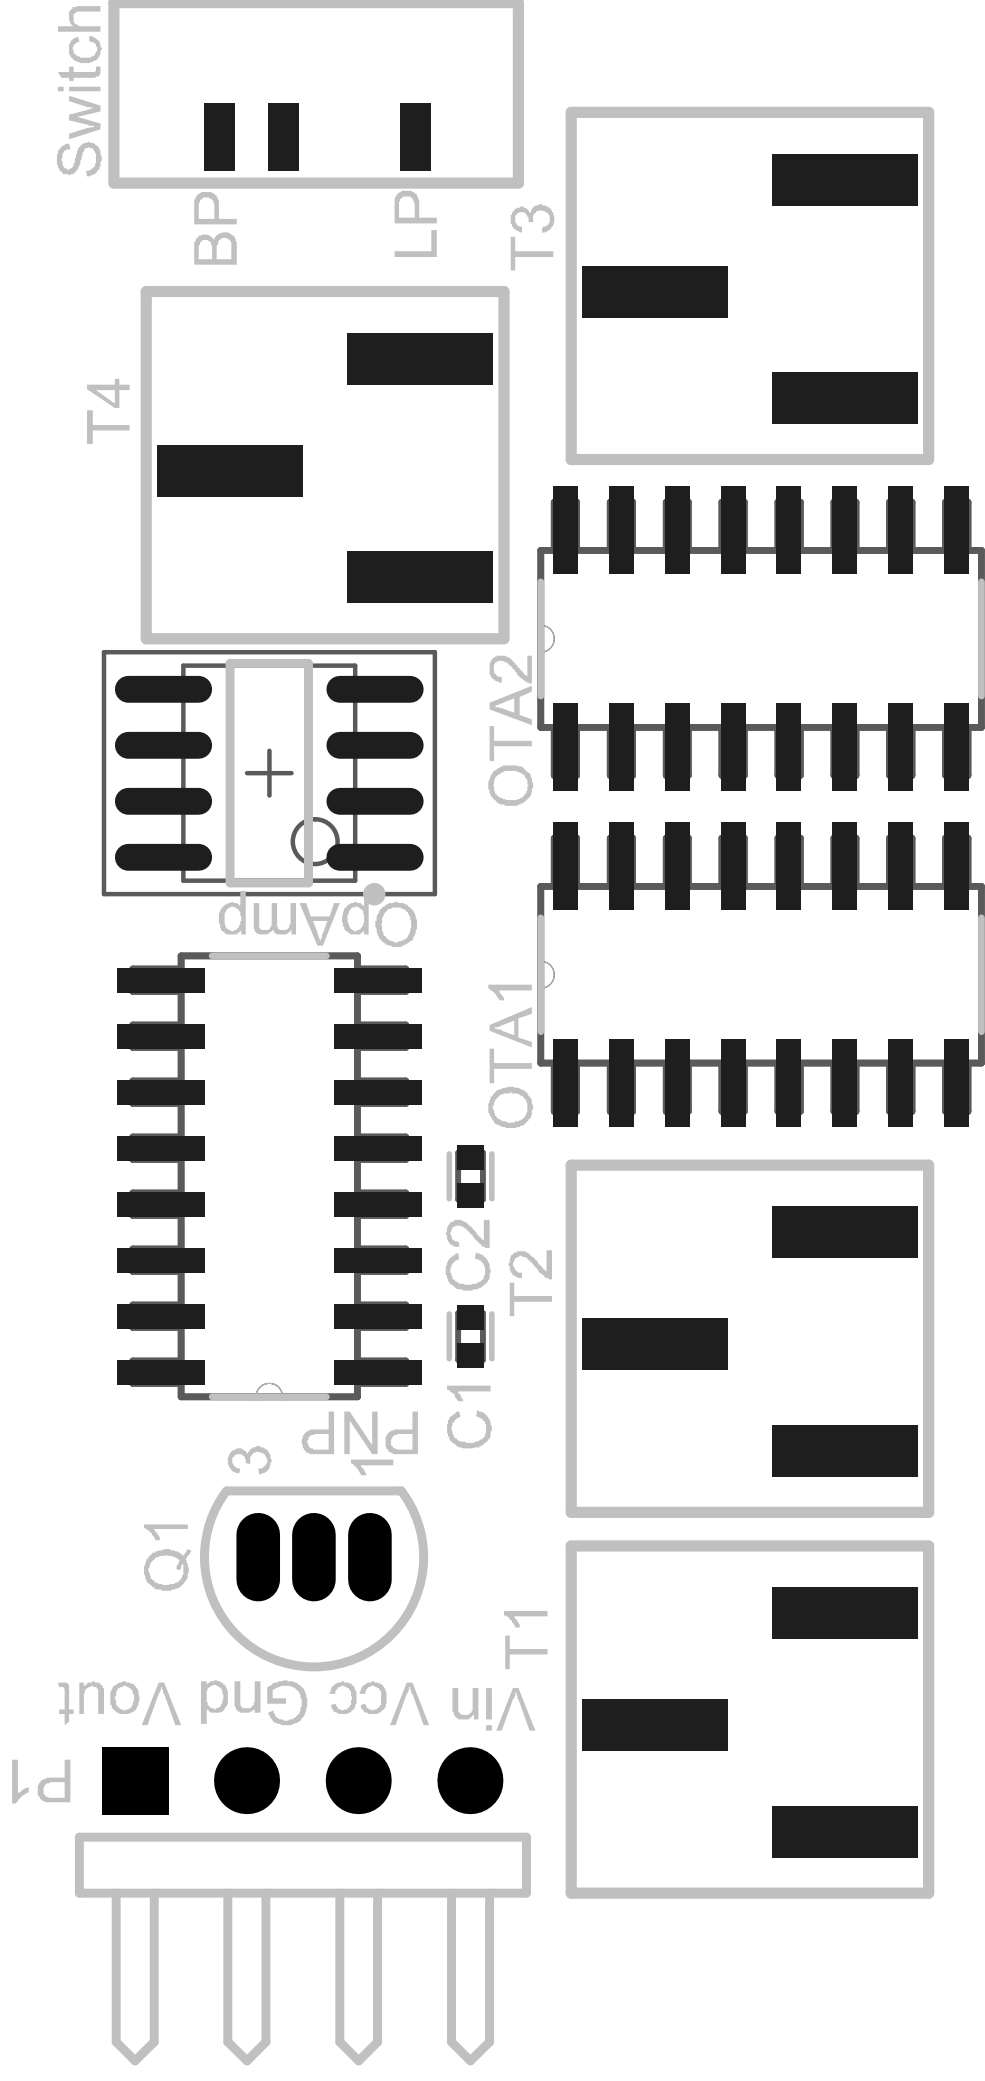 Switch
BP
LP
T3
T4
OTA2
OpAmp
OTA1
C2
T2
C1
PNP
3
1
Q1
T1
Vin Vcc Gnd Vout
P1